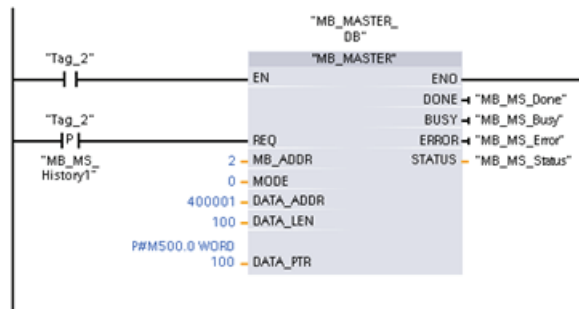 "MB_MASTER_
DB"
"Tag_2"
"MB_MASTER"
EN
ENO
DONE
"MB_MS_Done"
"Tag_2"
BUSY
"MB_MS_Busy"
P
REQ
ERROR
"MB_MS_Error"
"MB_MS_
History1"
2
MB_ADDR
STATUS
"MB_MS_Status"
0
MODE
400001
DATA_ADDR
100
DATA_LEN
P#M500.0 WORD
100
DATA_PTR